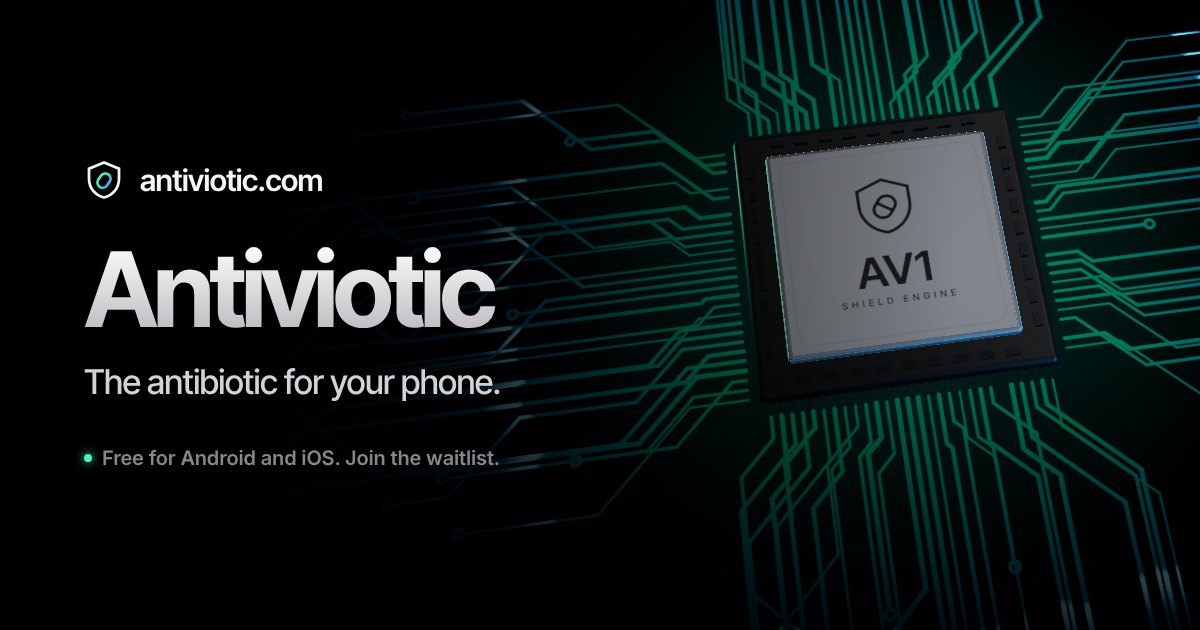 antiviotic.com
Antiviotic
The antibiotic for your phone.
Free for Android and iOS. Join the waitlist.
AV1
SHIELD ENGINE